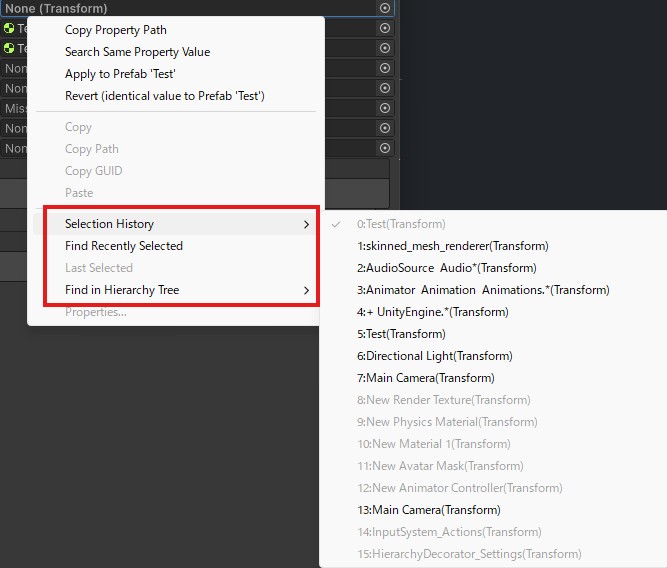 None (Transform)
Te
Te
Non
Non
Miss
Non
Non
Copy Property Path
Search Same Property Value
Apply to Prefab 'Test'
Revert (identical value to Prefab 'Test')
Copy
Copy Path
Copy GUID
Paste
Selection History
Find Recently Selected
Last Selected
Find in Hierarchy Tree
Properties...
0:Test(Transform)
1:skinned_mesh_renderer(Transform)
2:AudioSource Audio*(Transform)
3:Animator Animation Animations.*(Transform)
4:+ UnityEngine.*(Transform)
5:Test(Transform)
6:Directional Light(Transform)
7:Main Camera(Transform)
8:New Render Texture(Transform)
9:New Physics Material(Transform)
10:New Material 1(Transform)
11:New Avatar Mask(Transform)
12:New Animator Controller(Transform)
13:Main Camera(Transform)
14:InputSystem_Actions(Transform)
15:HierarchyDecorator_Settings(Transform)